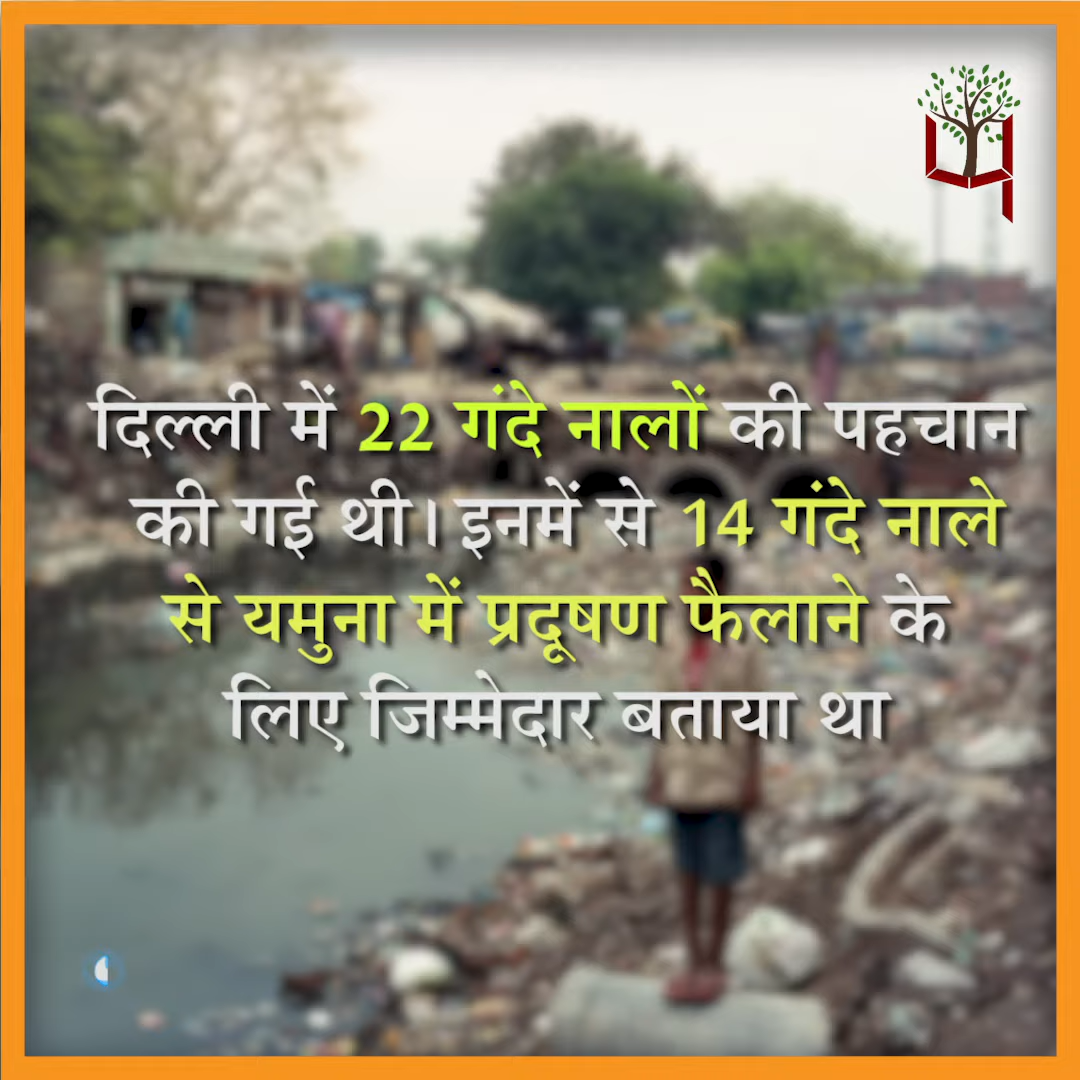 दिल्ली में 22 गंदे नालों की पहचान
की गई थी। इनमें से 14 गंदे नाले
से यमुना में प्रदूषण फैलाने के
लिए जिम्मेदार बताया था